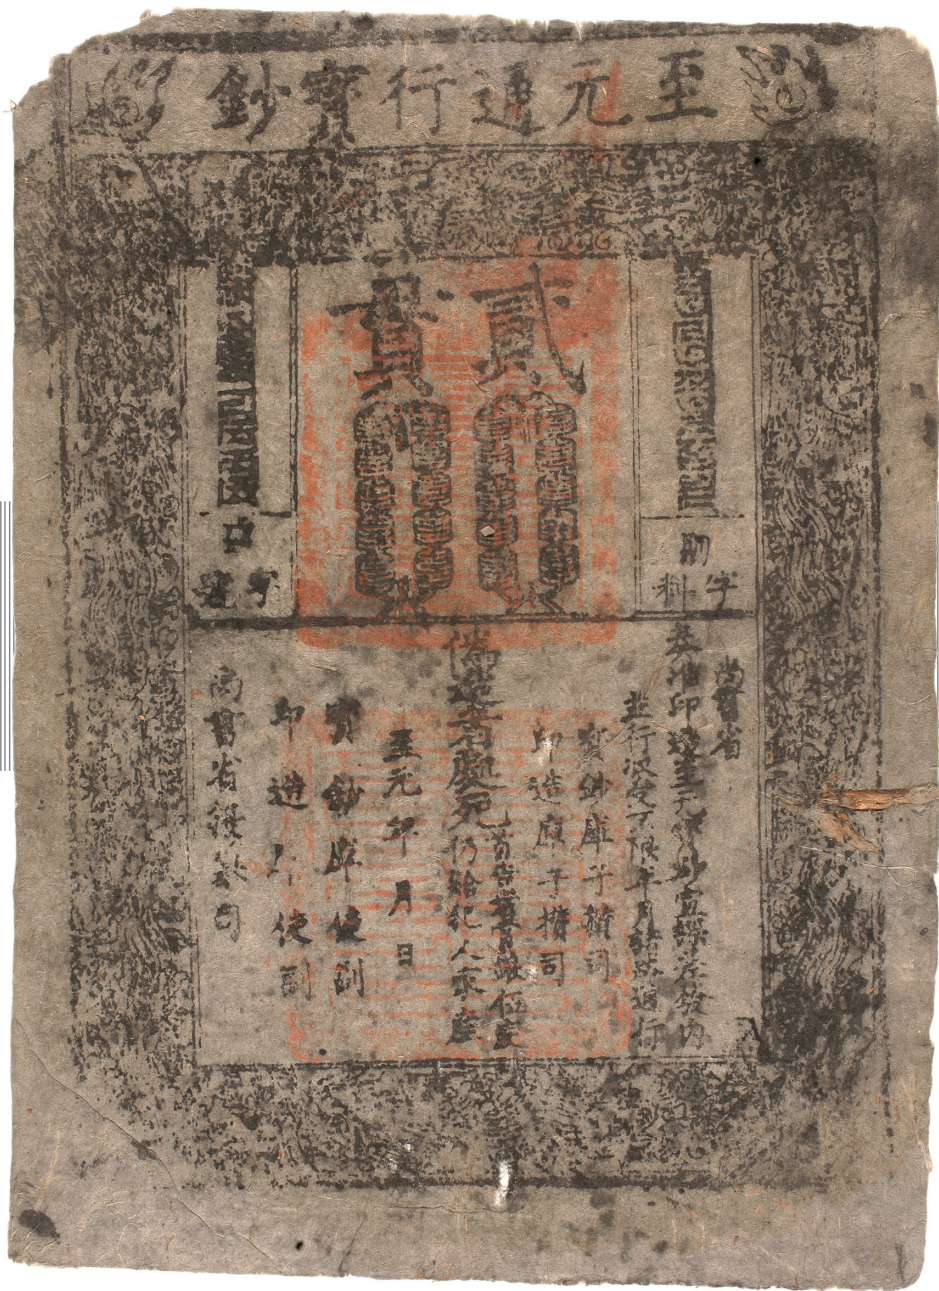 至元通行寶鈔
貳貫
字料
字號
尚書省
奏准印造至元寶鈔宣課差發內
並行收受不限年月諸路通行
寶鈔庫子攢司
印造庫子攢司
偽造者處死
首告者賞銀伍定
仍給犯人家產
至元年月日
寶鈔庫使副
印造庫使副
尚書省提舉司